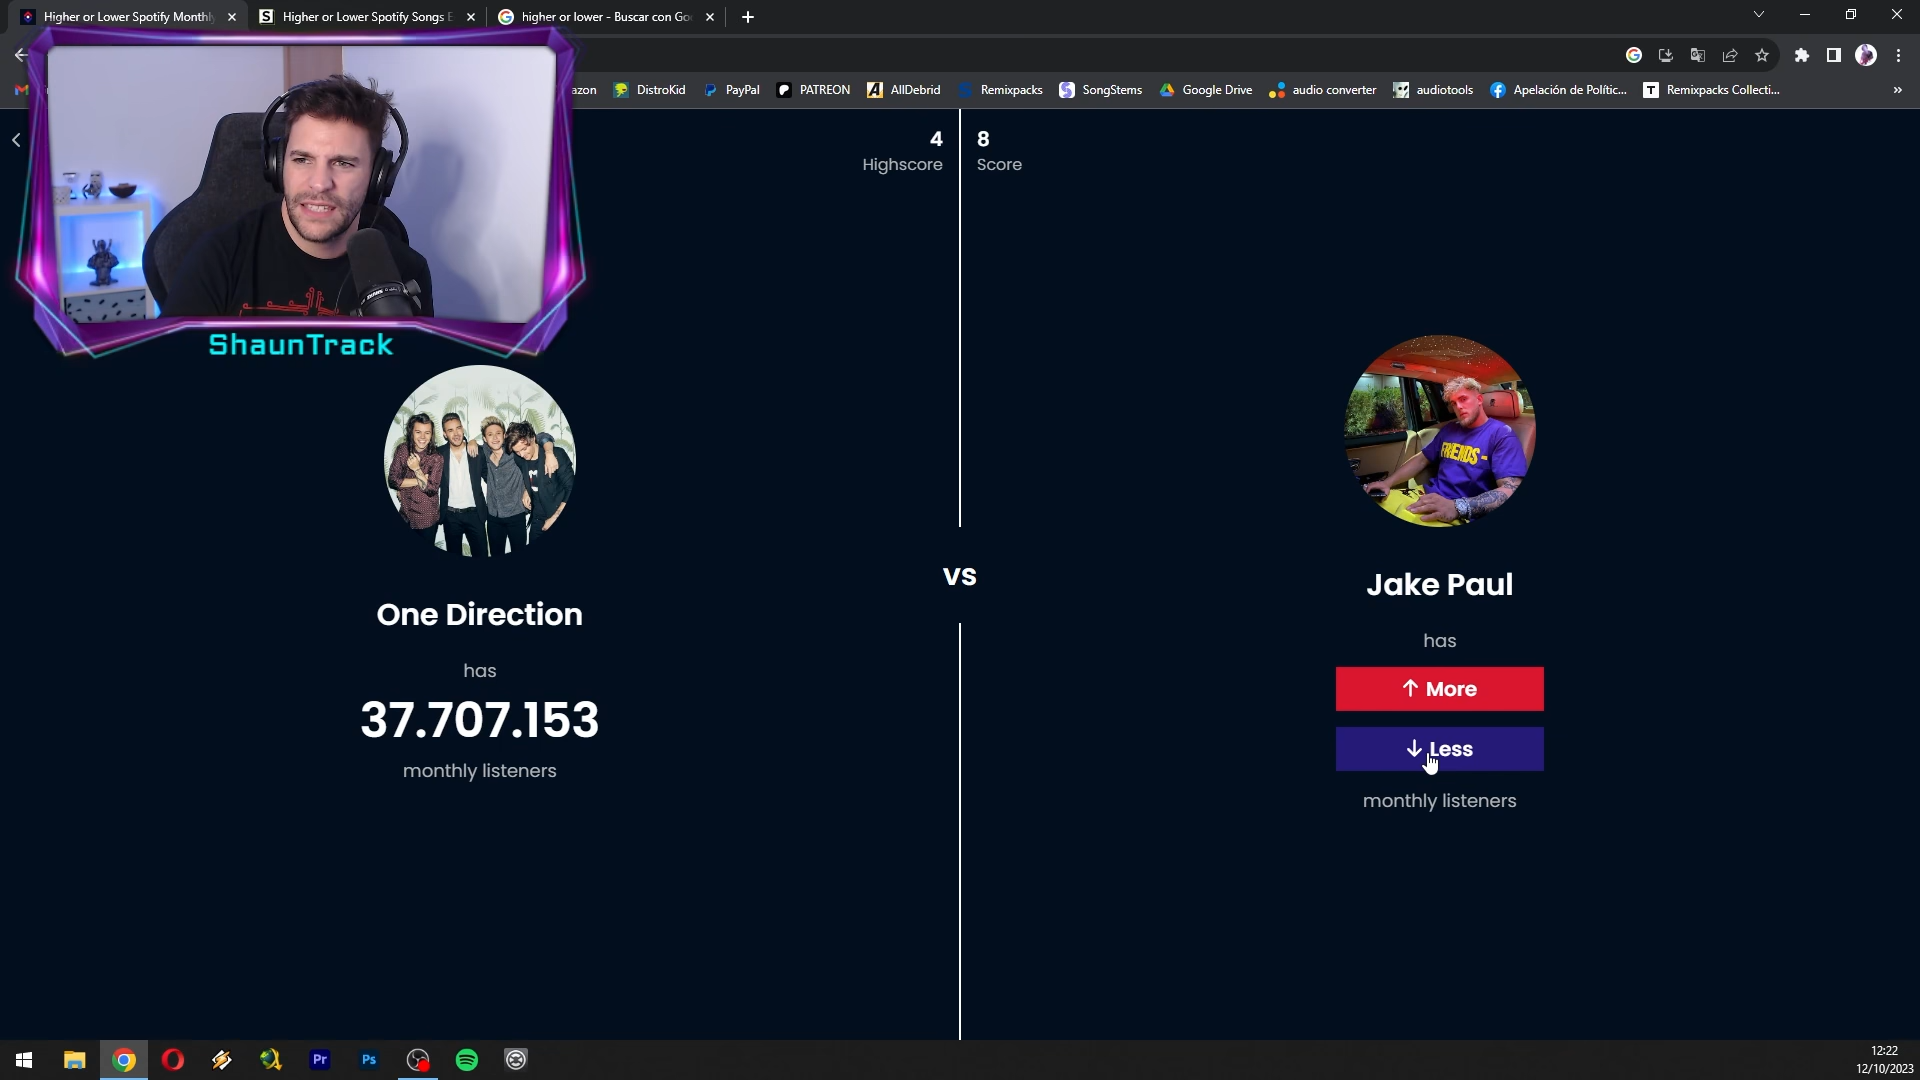 Higher or Lower Spotify Monthly
Higher or Lower Spotify Songs E
higher or lower - Buscar con Go
azon
DistroKid
PayPal
PATREON
AllDebrid
Remixpacks
SongStems
Google Drive
audio converter
audiotools
Apelación de Polític...
Remixpacks Collecti...
»
4
Highscore
8
Score
ShaunTrack
FRIENDS -
One Direction
has
37.707.153
monthly listeners
VS
Jake Paul
has
↑ More
↓ Less
monthly listeners
Pr
Ps
12:22
12/10/2023